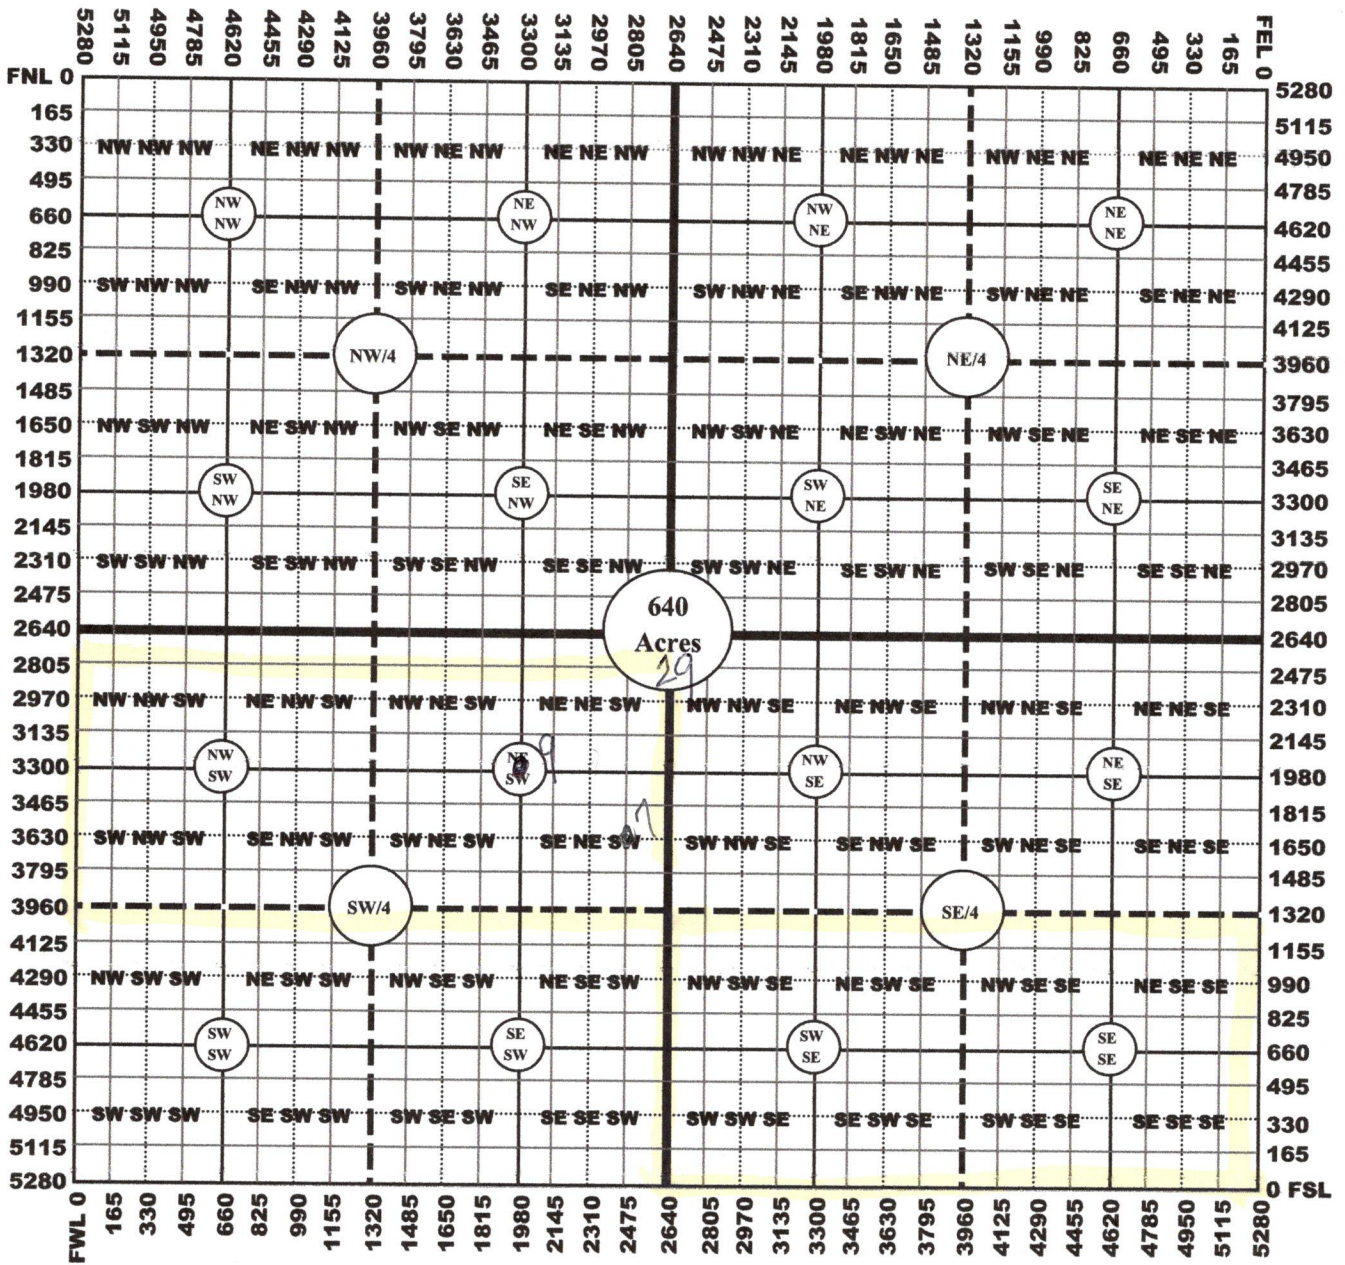 5280 5115 4950 4785 4620 4455 4290 4125 3960 3795 3630 3465 3300 3135 2970 2805 2640 2475 2310 2145 1980 1815 1650 1485 1320 1155 990 825 660 495 330 165 FEL 0
FNL 0 5280
165 5115
330 NW NW NW NE NW NW NW NE NW NE NE NW NW NW NE NE NW NE NW NE NE NE NE NE 4950
495 4785
NW NE NW NE
660 4620
NW NW NE NE
825 4455
990 SW NW NW SE NW NW SW NE NW SE NE NW SW NW NE SE NW NE SW NE NE SE NE NE 4290
1155 4125
1320 NW/4 NE/4 3960
1485 3795
1650 NW SW NW NE SW NW NW SE NW NE SE NW NW SW NE NE SW NE NW SE NE NE SE NE 3630
1815 3465
SW SE SW SE
1980 3300
NW NW NE NE
2145 3135
2310 SW SW NW SE SW NW SW SE NW SE SE NW SW SW NE SE SW NE SW SE NE SE SE NE 2970
2475 640 2805
2640 Acres 2640
2805 29 2475
2970 NW NW SW NE NW SW NW NE SW NE NE SW NW NW SE NE NW SE NW NE SE NE NE SE 2310
3135 2145
NW NE 9 NW NE
3300 1980
SW SW SE SE
3465 1815
3630 SW NW SW SE NW SW SW NE SW SE NE SW 7 SW NW SE SE NW SE SW NE SE SE NE SE 1650
3795 1485
3960 SW/4 SE/4 1320
4125 1155
4290 NW SW SW NE SW SW NW SE SW NE SE SW NW SW SE NE SW SE NW SE SE NE SE SE 990
4455 825
SW SE SW SE
4620 660
SW SW SE SE
4785 495
4950 SW SW SW SE SW SW SW SE SW SE SE SW SW SW SE SE SW SE SW SE SE SE SE SE 330
5115 165
5280 0 FSL
FWL 0 165 330 495 660 825 990 1155 1320 1485 1650 1815 1980 2145 2310 2475 2640 2805 2970 3135 3300 3465 3630 3795 3960 4125 4290 4455 4620 4785 4950 5115 5280